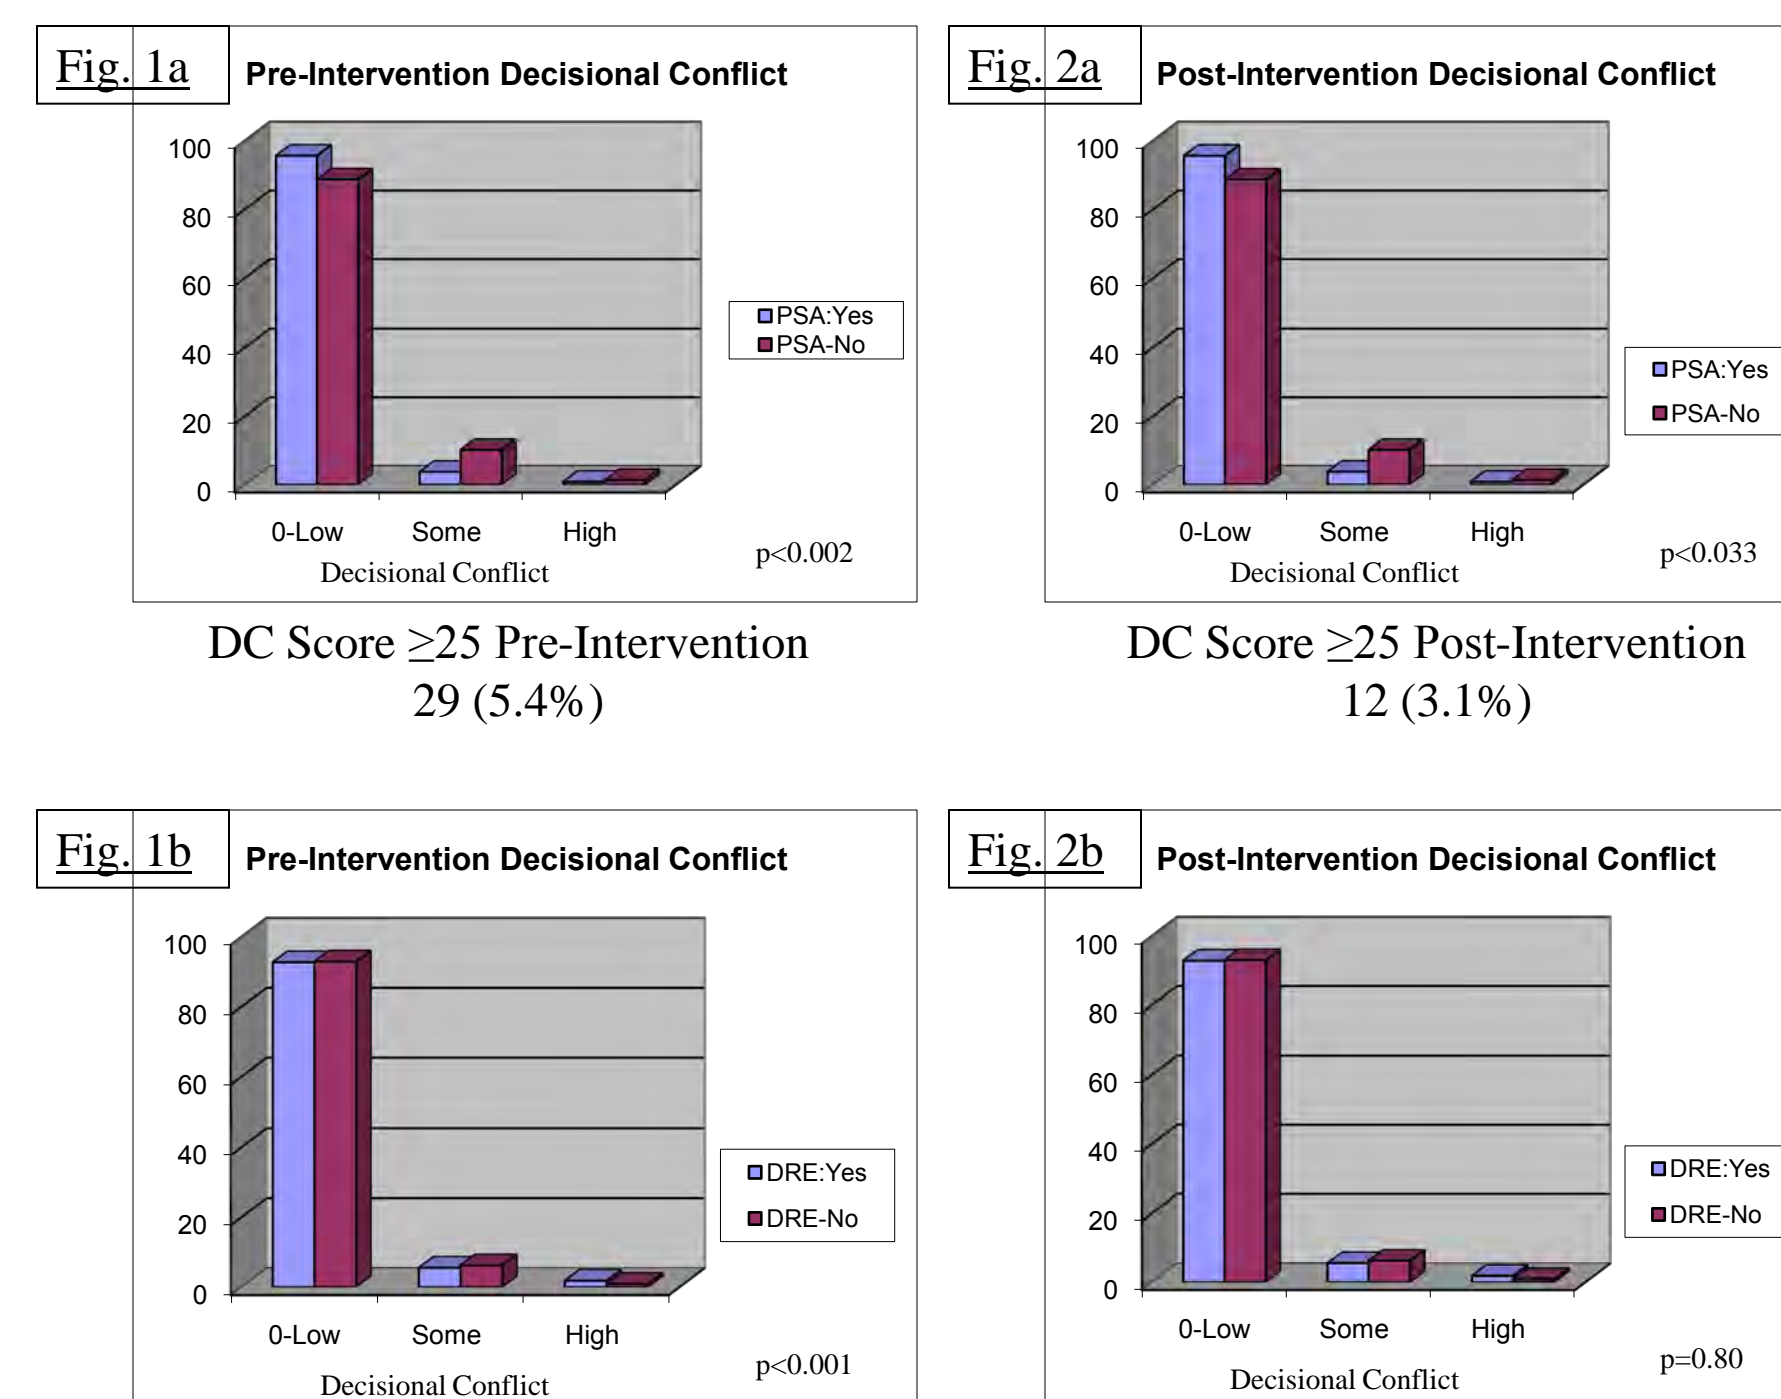 Fig. 1a
Pre-Intervention Decisional Conflict
100
80
60
40
20
0
0-Low Some High
Decisional Conflict
PSA:Yes
PSA-No
p<0.002
DC Score ≥25 Pre-Intervention
29 (5.4%)
Fig. 2a
Post-Intervention Decisional Conflict
100
80
60
40
20
0
0-Low Some High
Decisional Conflict
PSA:Yes
PSA-No
p<0.033
DC Score ≥25 Post-Intervention
12 (3.1%)
Fig. 1b
Pre-Intervention Decisional Conflict
100
80
60
40
20
0
0-Low Some High
Decisional Conflict
DRE:Yes
DRE-No
p<0.001
Fig. 2b
Post-Intervention Decisional Conflict
100
80
60
40
20
0
0-Low Some High
Decisional Conflict
DRE:Yes
DRE-No
p=0.80